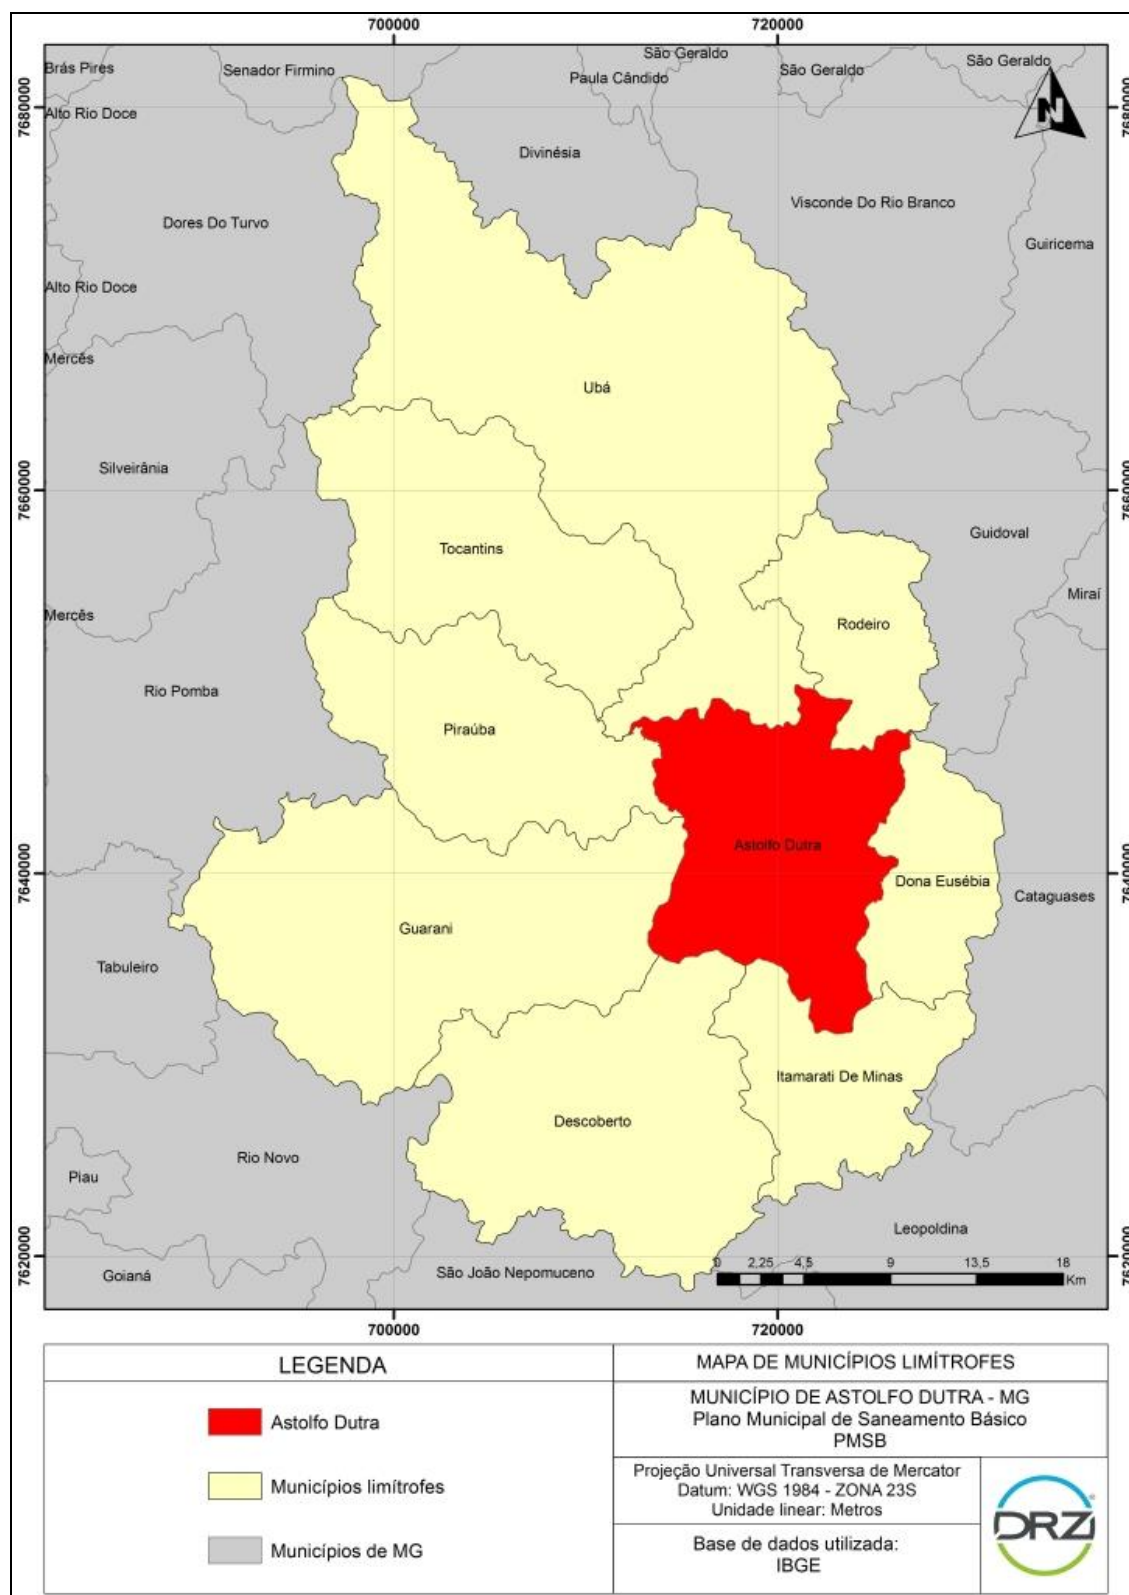 700000
720000
São Geraldo
São Geraldo
Brás Pires
Senador Firmino
Paula Cândido
São Geraldo
N
7680000
7680000
Alto Rio Doce
Divinésia
Visconde Do Rio Branco
Dores Do Turvo
Guiricema
Alto Rio Doce
Mercês
Ubá
Silveirânia
7660000
7660000
Guidoval
Tocantins
Miraí
Mercês
Rodeiro
Rio Pomba
Piraúba
Astolfo Dutra
7640000
7640000
Dona Eusébia
Cataguases
Guarani
Tabuleiro
Itamarati De Minas
Descoberto
Rio Novo
Piau
Leopoldina
7620000
7620000
Goianá
São João Nepomuceno
0 2,25 4,5 9 13,5 18
Km
700000
720000
LEGENDA
Astolfo Dutra
Municípios limítrofes
Municípios de MG
MAPA DE MUNICÍPIOS LIMÍTROFES
MUNICÍPIO DE ASTOLFO DUTRA - MG
Plano Municipal de Saneamento Básico
PMSB
Projeção Universal Transversa de Mercator
Datum: WGS 1984 - ZONA 23S
Unidade linear: Metros
Base de dados utilizada:
IBGE
DRZ®